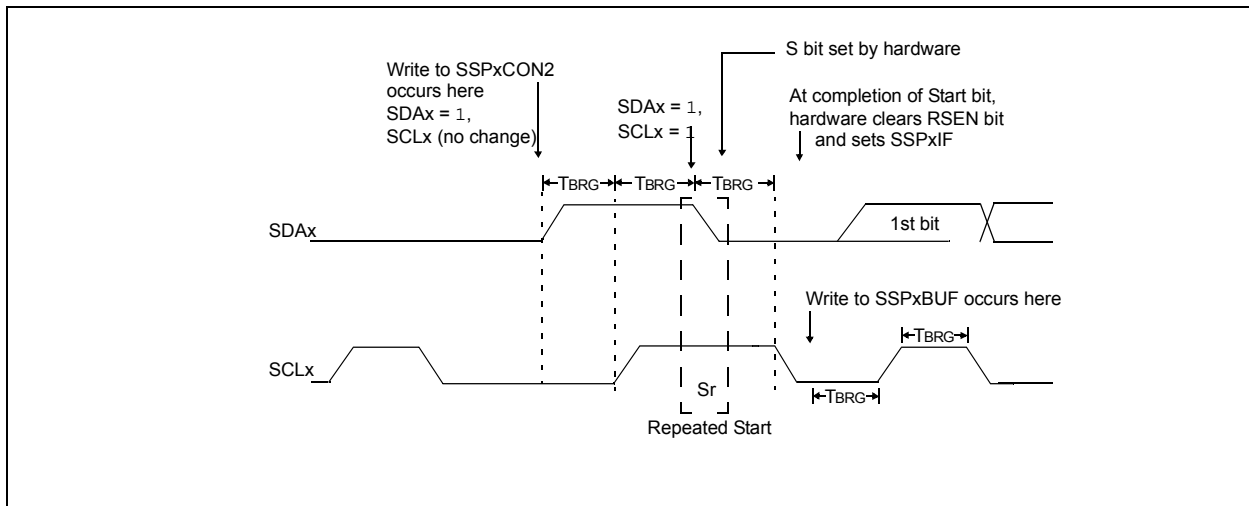 S bit set by hardware
Write to SSPxCON2
occurs here
SDAx = 1,
SCLx (no change)
SDAx = 1,
SCLx = 1
At completion of Start bit,
hardware clears RSEN bit
and sets SSPxIF
TBRG TBRG TBRG
SDAx
1st bit
Write to SSPxBUF occurs here
TBRG
SCLx
Sr
TBRG
Repeated Start